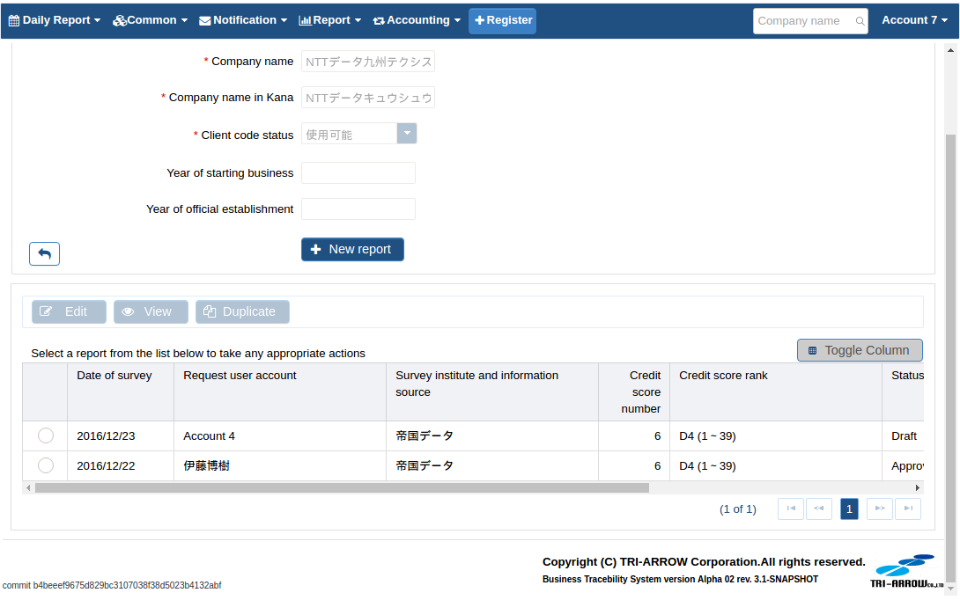 Daily Report Common Notification Report Accounting Register Company name Account 7
* Company name NTTデータ九州テクシス
* Company name in Kana NTTデータキュウシュウ
* Client code status 使用可能
Year of starting business
Year of official establishment
New report
Edit View Duplicate
Select a report from the list below to take any appropriate actions
Toggle Column
Date of survey Request user account Survey institute and information source Credit score number Credit score rank Status
2016/12/23 Account 4 帝国データ 6 D4 (1 ~ 39) Draft
2016/12/22 伊藤博樹 帝国データ 6 D4 (1 ~ 39) Approv
(1 of 1) 1
Copyright (C) TRI-ARROW Corporation.All rights reserved.
Business Tracebility System version Alpha 02 rev. 3.1-SNAPSHOT
TRI-ARROW Co.,LTD
commit b4beeef9675d829bc3107038f38d5023b4132abf